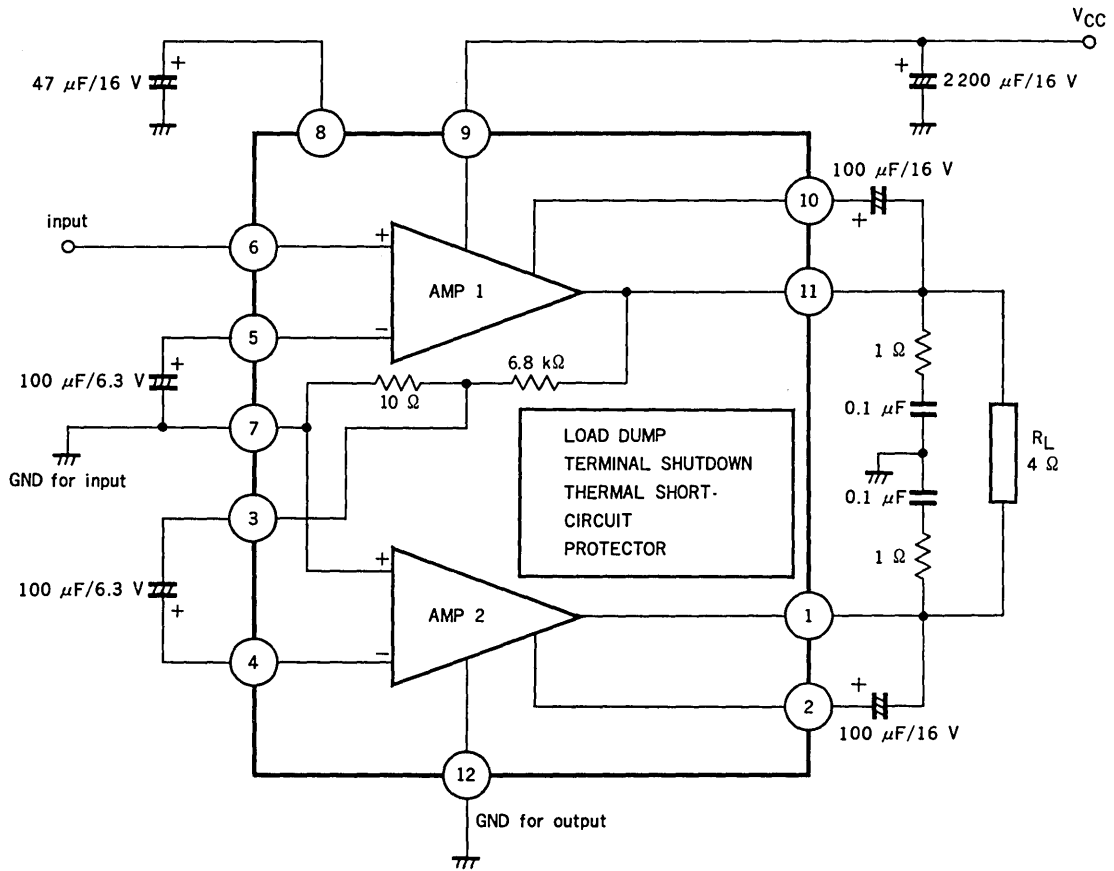 VCC
47 µF/16 V
+
+
2200 µF/16 V
8
9
100 µF/16 V
10
+
input
6
+
AMP 1
11
5
−
+
100 µF/6.3 V
6.8 kΩ
10 Ω
1 Ω
7
GND for input
0.1 µF
LOAD DUMP
TERMINAL SHUTDOWN
THERMAL SHORT-
CIRCUIT
PROTECTOR
RL
4 Ω
3
0.1 µF
+
1 Ω
100 µF/6.3 V
+
AMP 2
1
4
−
+
2
100 µF/16 V
12
GND for output